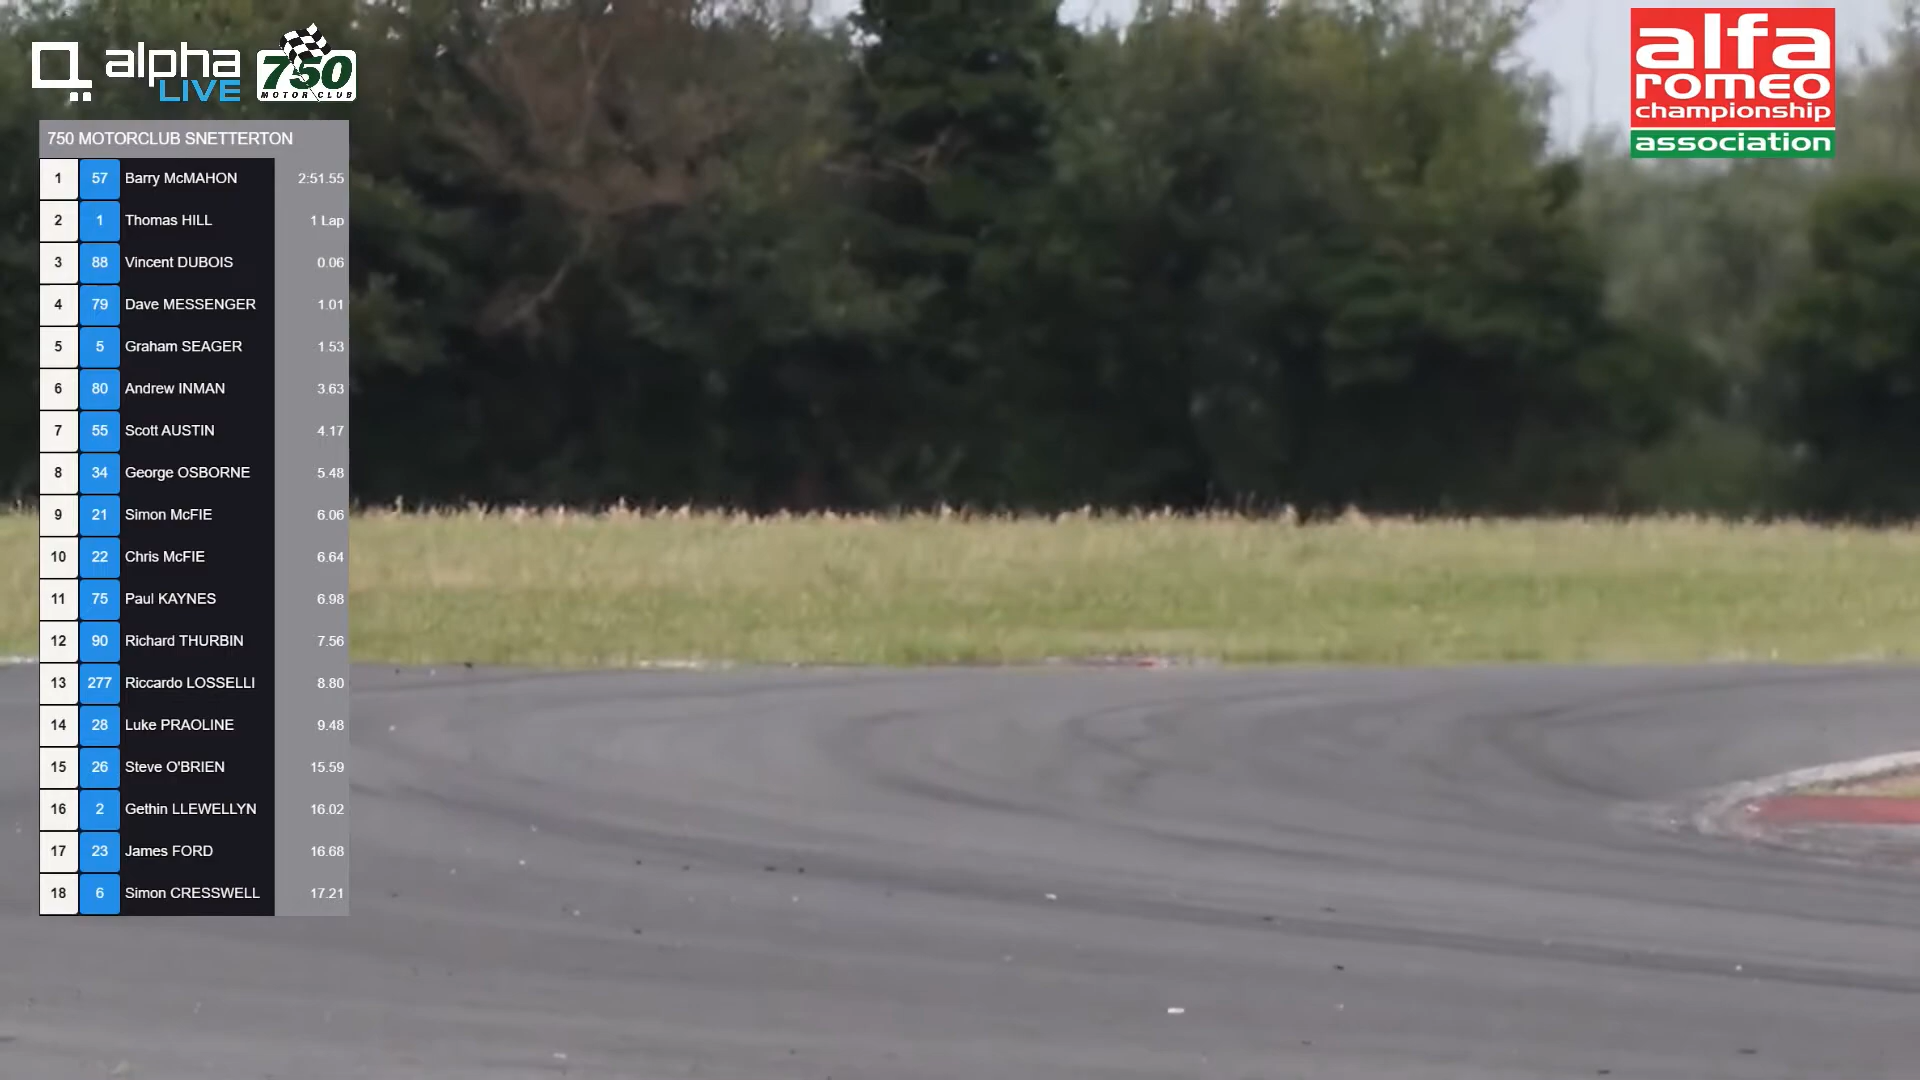 alpha
LIVE
750
MOTOR CLUB
alfa
romeo
championship
association
750 MOTORCLUB SNETTERTON
1 57 Barry McMAHON 2:51.55
2 1 Thomas HILL 1 Lap
3 88 Vincent DUBOIS 0.06
4 79 Dave MESSENGER 1.01
5 5 Graham SEAGER 1.53
6 80 Andrew INMAN 3.63
7 55 Scott AUSTIN 4.17
8 34 George OSBORNE 5.48
9 21 Simon McFIE 6.06
10 22 Chris McFIE 6.64
11 75 Paul KAYNES 6.98
12 90 Richard THURBIN 7.56
13 277 Riccardo LOSSELLI 8.80
14 28 Luke PRAOLINE 9.48
15 26 Steve O'BRIEN 15.59
16 2 Gethin LLEWELLYN 16.02
17 23 James FORD 16.68
18 6 Simon CRESSWELL 17.21